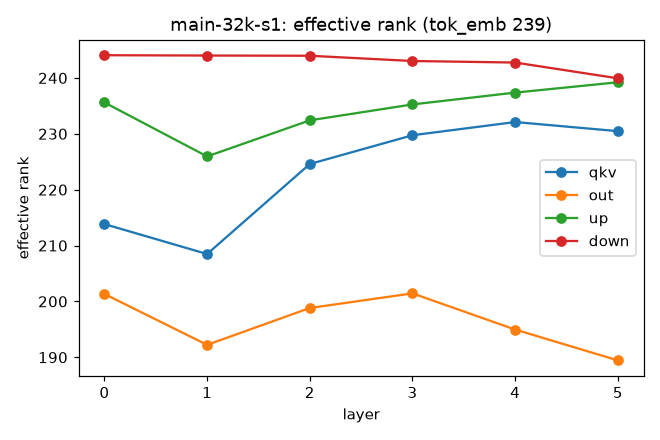 main-32k-s1: effective rank (tok_emb 239)
effective rank
240
230
220
210
200
190
qkv
out
up
down
0 1 2 3 4 5
layer